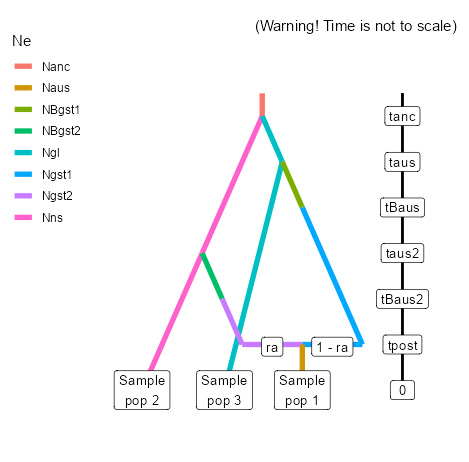 (Warning! Time is not to scale)
Ne
Nanc
Naus
NBgst1
NBgst2
Ngl
Ngst1
Ngst2
Nns
tanc
taus
tBaus
taus2
tBaus2
tpost
0
ra
1 - ra
Sample
pop 2
Sample
pop 3
Sample
pop 1